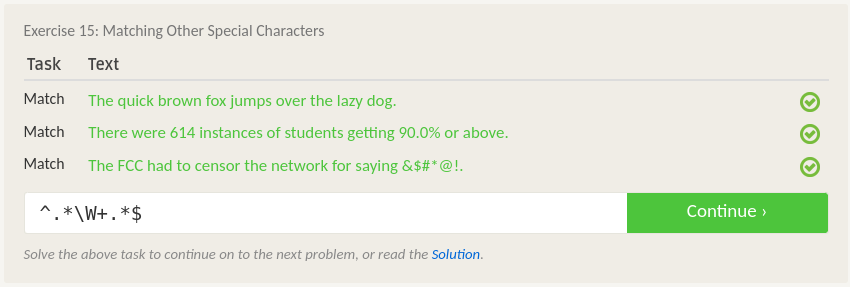 Exercise 15: Matching Other Special Characters
Task Text
Match The quick brown fox jumps over the lazy dog.
Match There were 614 instances of students getting 90.0% or above.
Match The FCC had to censor the network for saying &$#*@!.
^.*\W+.*$ Continue ›
Solve the above task to continue on to the next problem, or read the Solution.